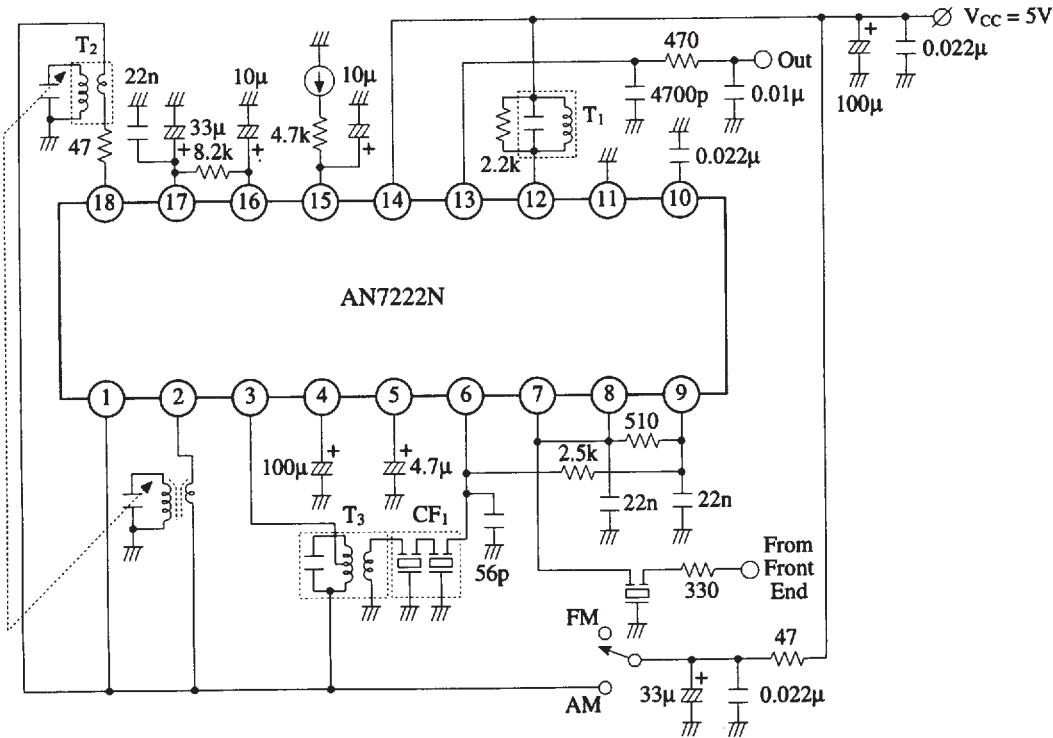 V_CC = 5V
T2
22n
10μ
10μ
470
Out
0.022μ
100μ
4700p
0.01μ
33μ
4.7k
T1
47
8.2k
2.2k
0.022μ
18
17
16
15
14
13
12
11
10
AN7222N
1
2
3
4
5
6
7
8
9
510
2.5k
100μ
4.7μ
22n
22n
T3
CF1
56p
From
Front
End
330
FM
47
AM
33μ
0.022μ